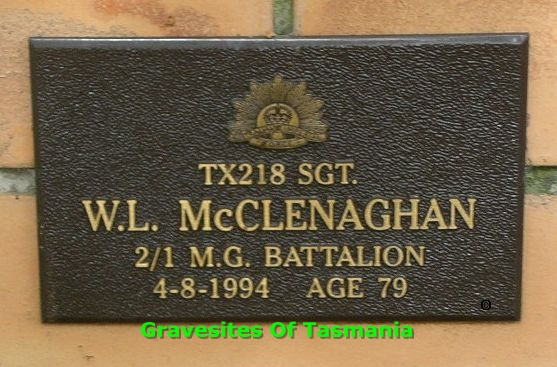 TX218 SGT.
W.L. McCLENAGHAN
2/1 M.G. BATTALION
4-8-1994 AGE 79
Gravesites Of Tasmania